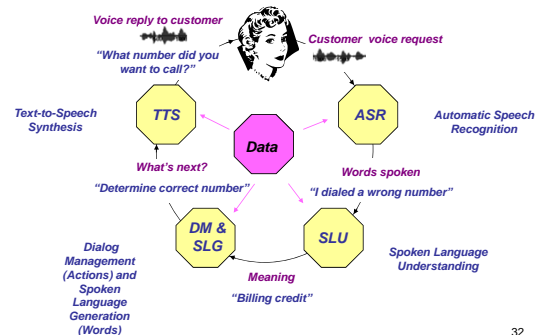 Voice reply to customer
“What number did you
want to call?”
Customer voice request
Text-to-Speech
Synthesis
TTS
ASR
Automatic Speech
Recognition
Data
What's next?
“Determine correct number”
Words spoken
“I dialed a wrong number”
DM &
SLG
SLU
Dialog
Management
(Actions) and
Spoken
Language
Generation
(Words)
Spoken Language
Understanding
Meaning
“Billing credit”
32